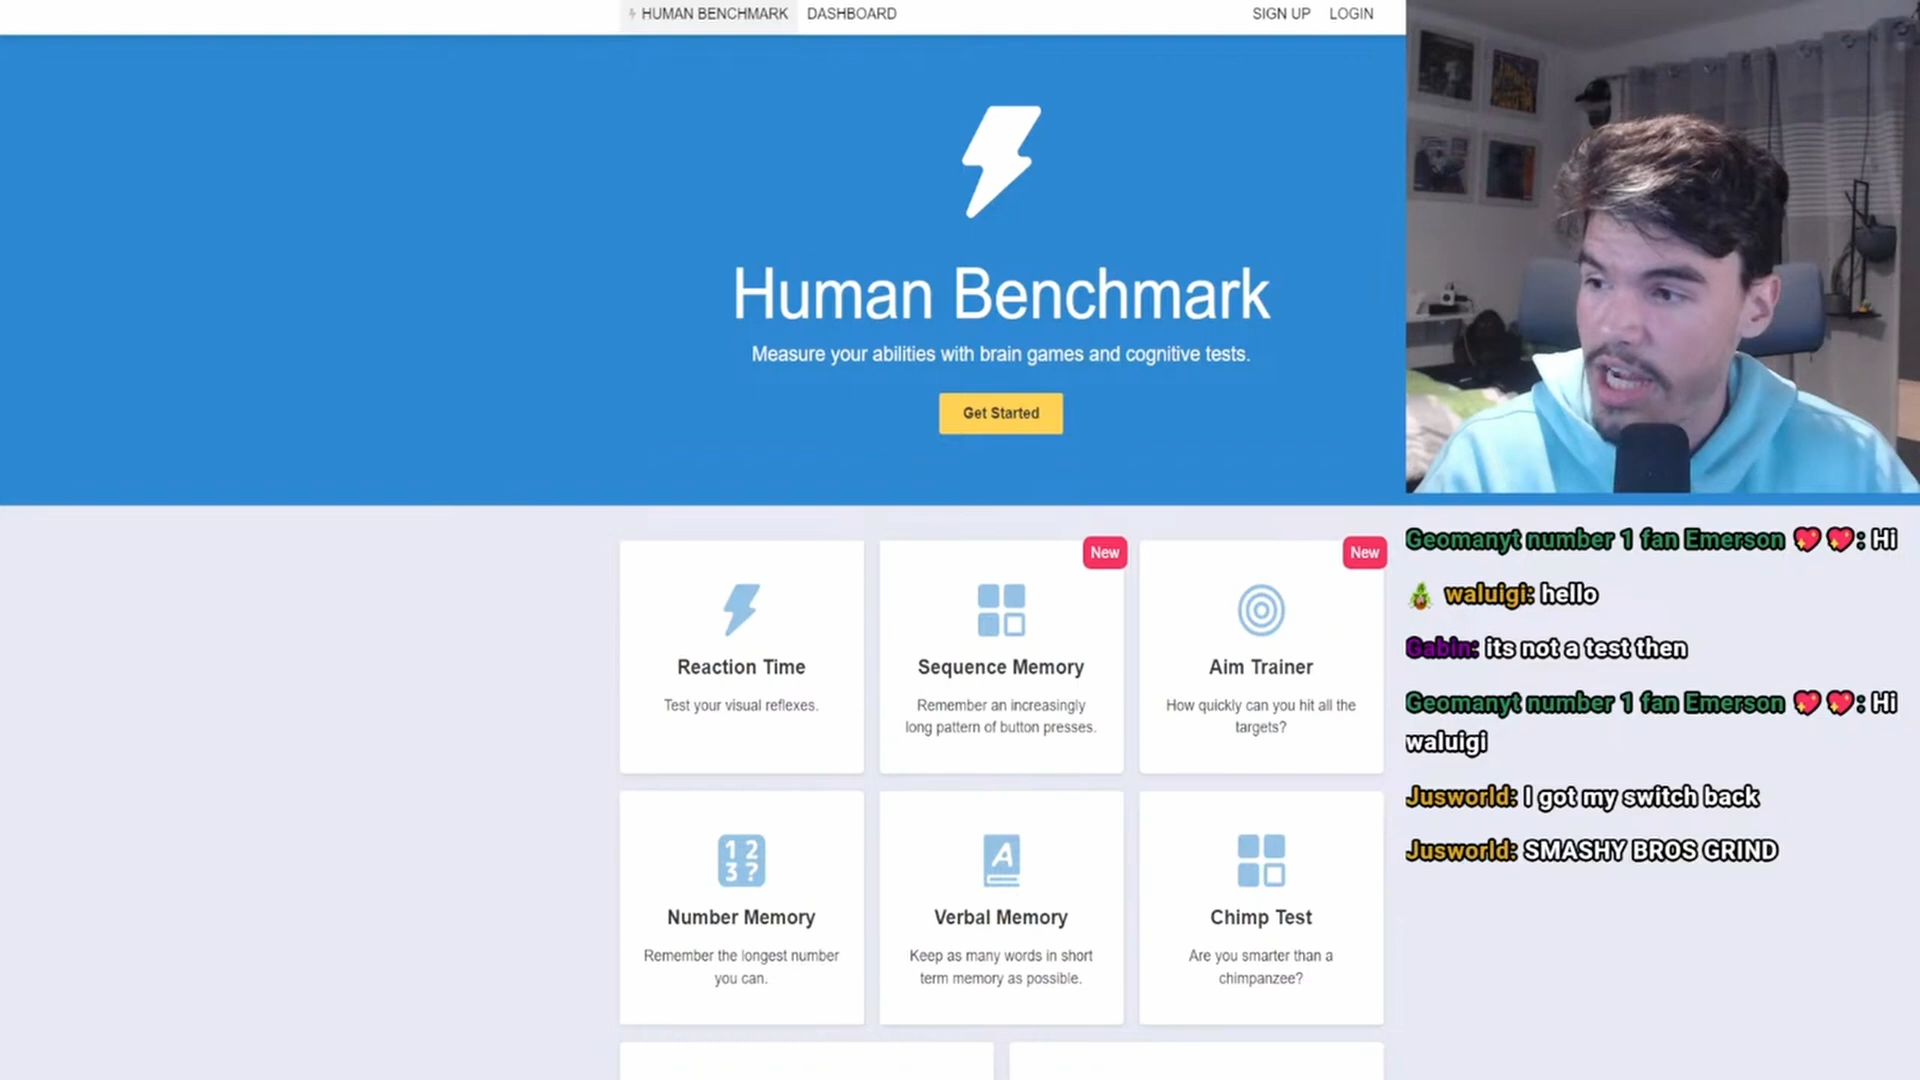 HUMAN BENCHMARK
DASHBOARD
SIGN UP
LOGIN
Human Benchmark
Measure your abilities with brain games and cognitive tests.
Get Started
Reaction Time
Test your visual reflexes.
New
Sequence Memory
Remember an increasingly
long pattern of button presses.
New
Aim Trainer
How quickly can you hit all the
targets?
1 2
3 ?
Number Memory
Remember the longest number
you can.
A
Verbal Memory
Keep as many words in short
term memory as possible.
Chimp Test
Are you smarter than a
chimpanzee?
Geomanyt number 1 fan Emerson 💖 💖: Hi
waluigi: hello
Gabin: its not a test then
Geomanyt number 1 fan Emerson 💖 💖: Hi
waluigi
Jusworld: I got my switch back
Jusworld: SMASHY BROS GRIND